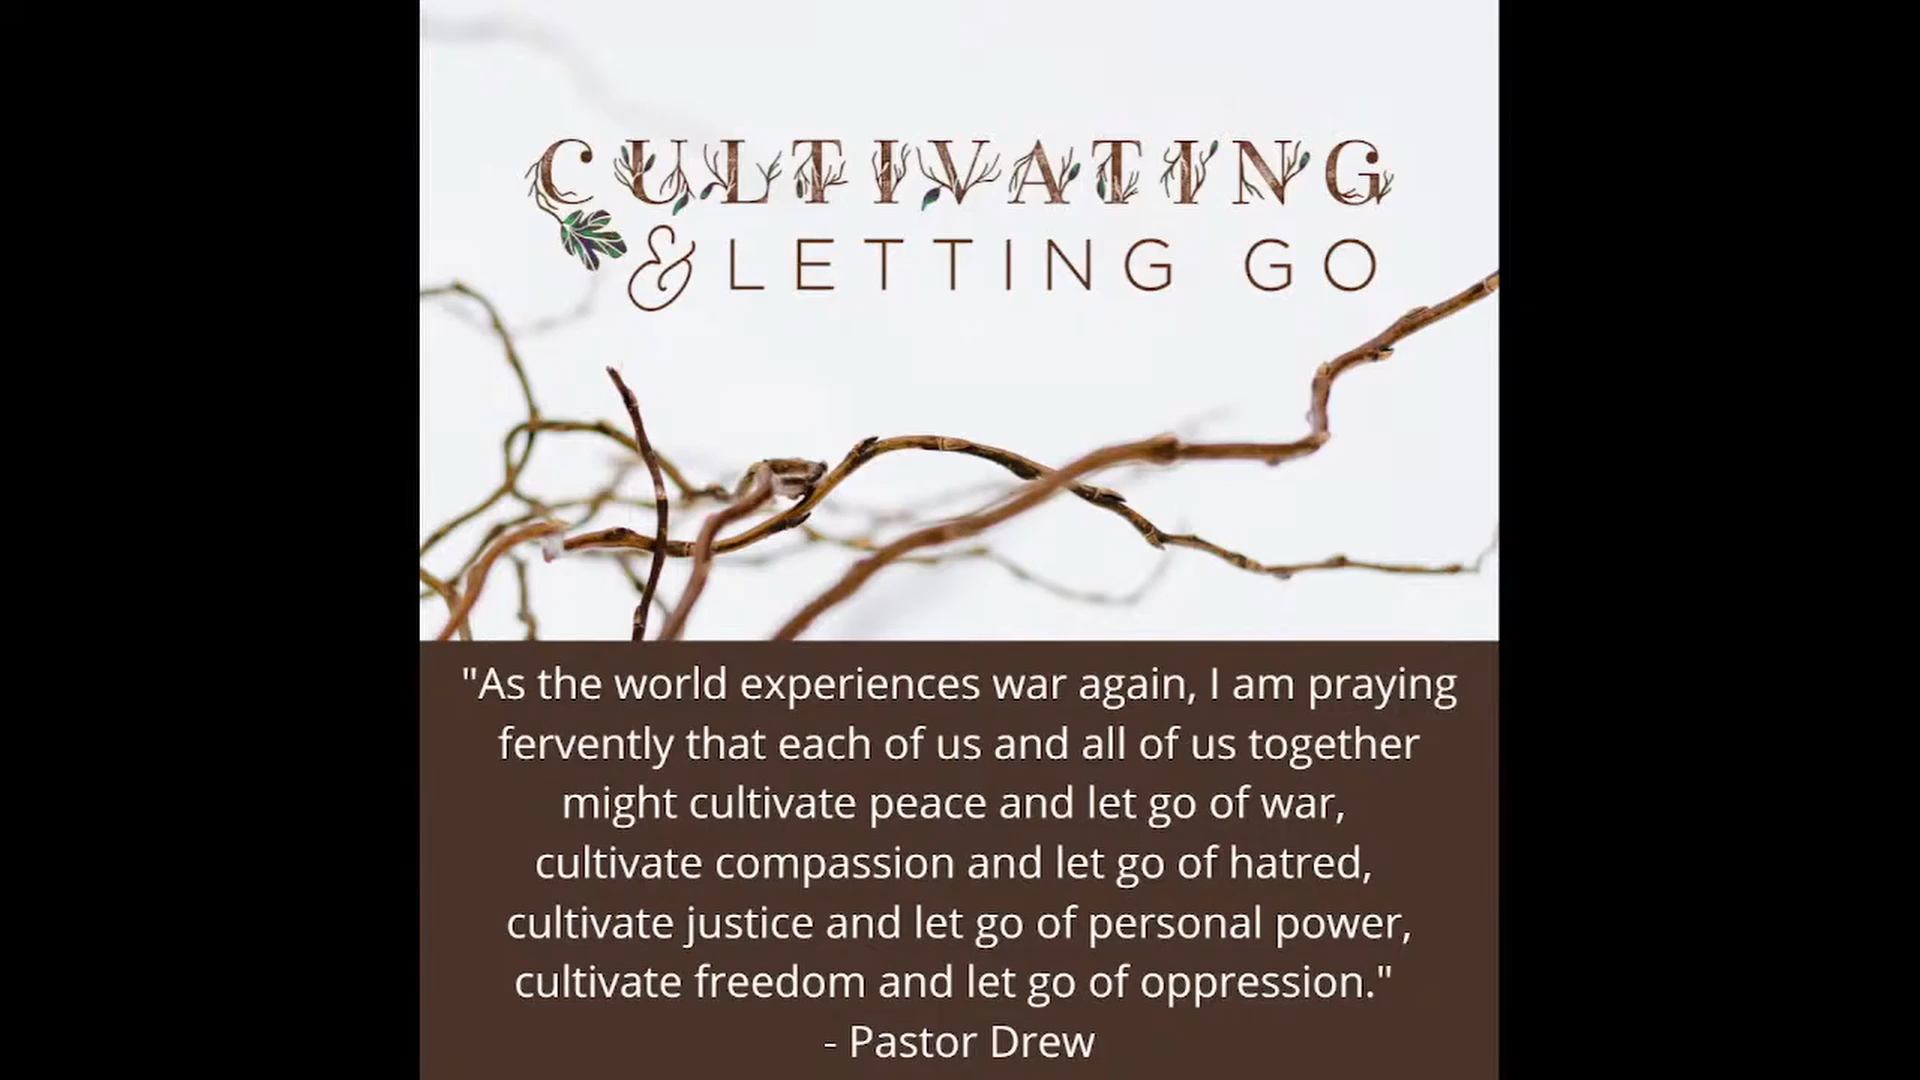 CULTIVATING
& LETTING GO
"As the world experiences war again, I am praying
fervently that each of us and all of us together
might cultivate peace and let go of war,
cultivate compassion and let go of hatred,
cultivate justice and let go of personal power,
cultivate freedom and let go of oppression."
- Pastor Drew